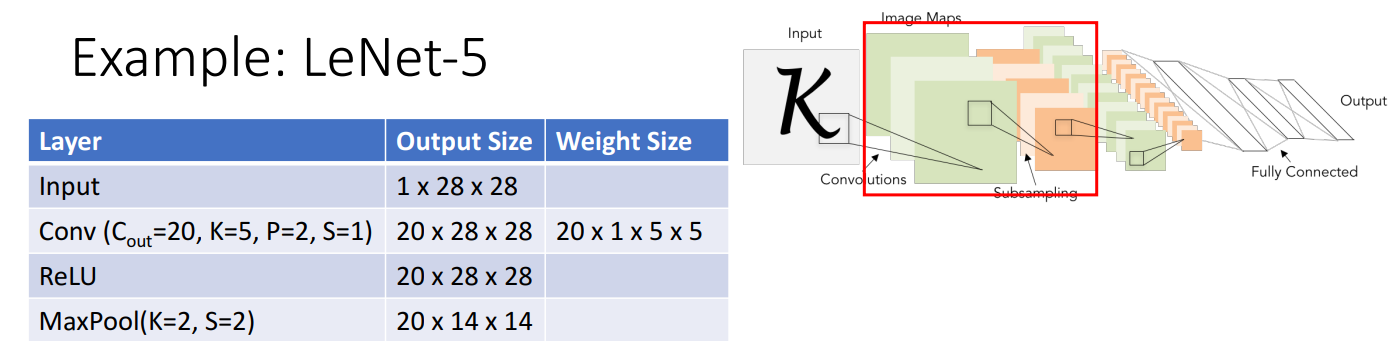 Example: LeNet-5
Layer Output Size Weight Size
Input 1 x 28 x 28
Conv (Cout=20, K=5, P=2, S=1) 20 x 28 x 28 20 x 1 x 5 x 5
ReLU 20 x 28 x 28
MaxPool(K=2, S=2) 20 x 14 x 14
Image Maps
Input
K
Output
Convolutions
Fully Connected
Subsampling